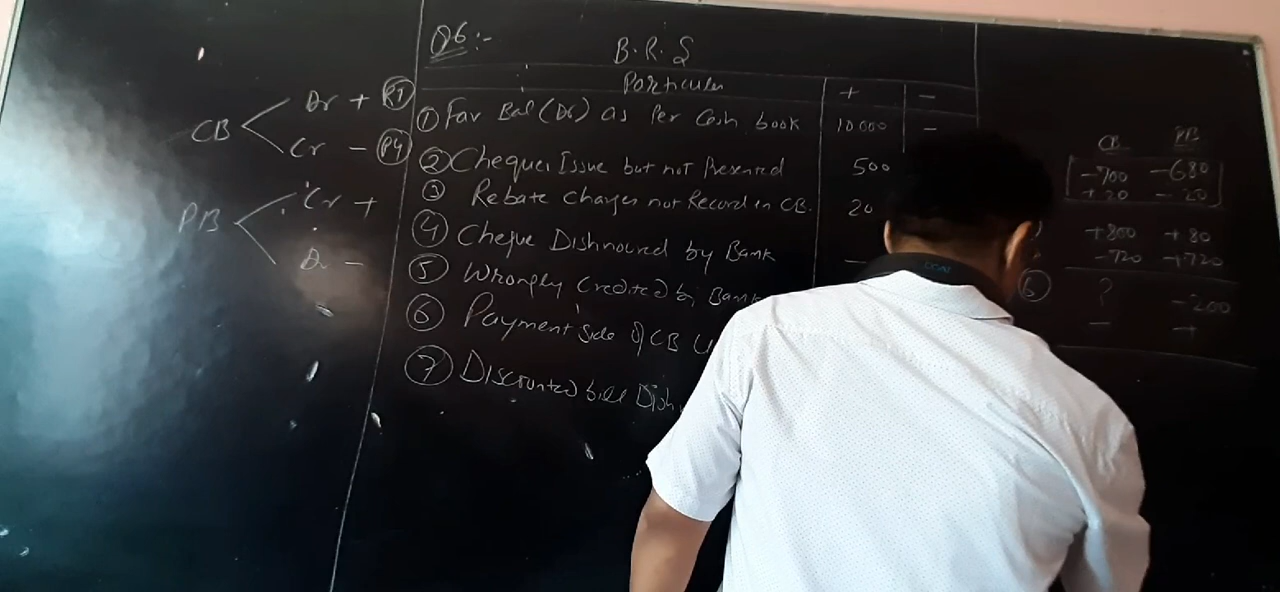 Q6:-
B.R.S
Particular + -
① Fav Bal (Dr) as Per Cash book 10000 -
② Cheques Issue but not Presented 500
③ Rebate Charges not Record in CB. 20
④ Cheque Dishnoured by Bank -
⑤ Wrongly Credited by Bank
⑥ Payment side of CB
⑦ Discounted bill Dish
CB
Dr +
Cr -
PB
Cr +
Dr -
CB PB
-700 -680
+20 -20
+800 +80
-720 +720
? -200
- +